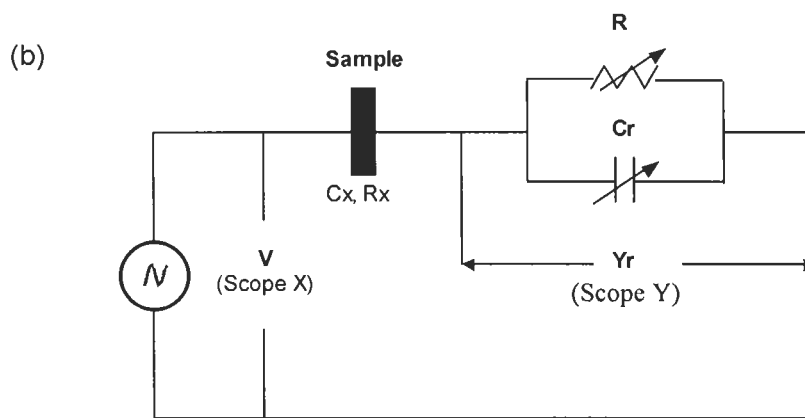 (b)
R
Sample
Cr
Cx, Rx
V
(Scope X)
N
Yr
(Scope Y)